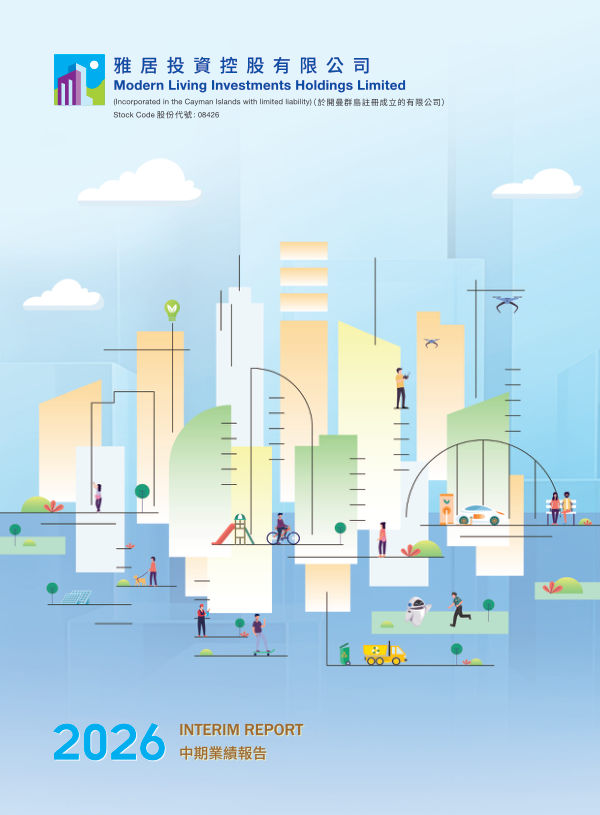 雅居投資控股有限公司
Modern Living Investments Holdings Limited
(Incorporated in the Cayman Islands with limited liability) (於開曼群島註冊成立的有限公司)
Stock Code 股份代號: 08426
2026
INTERIM REPORT
中期業績報告